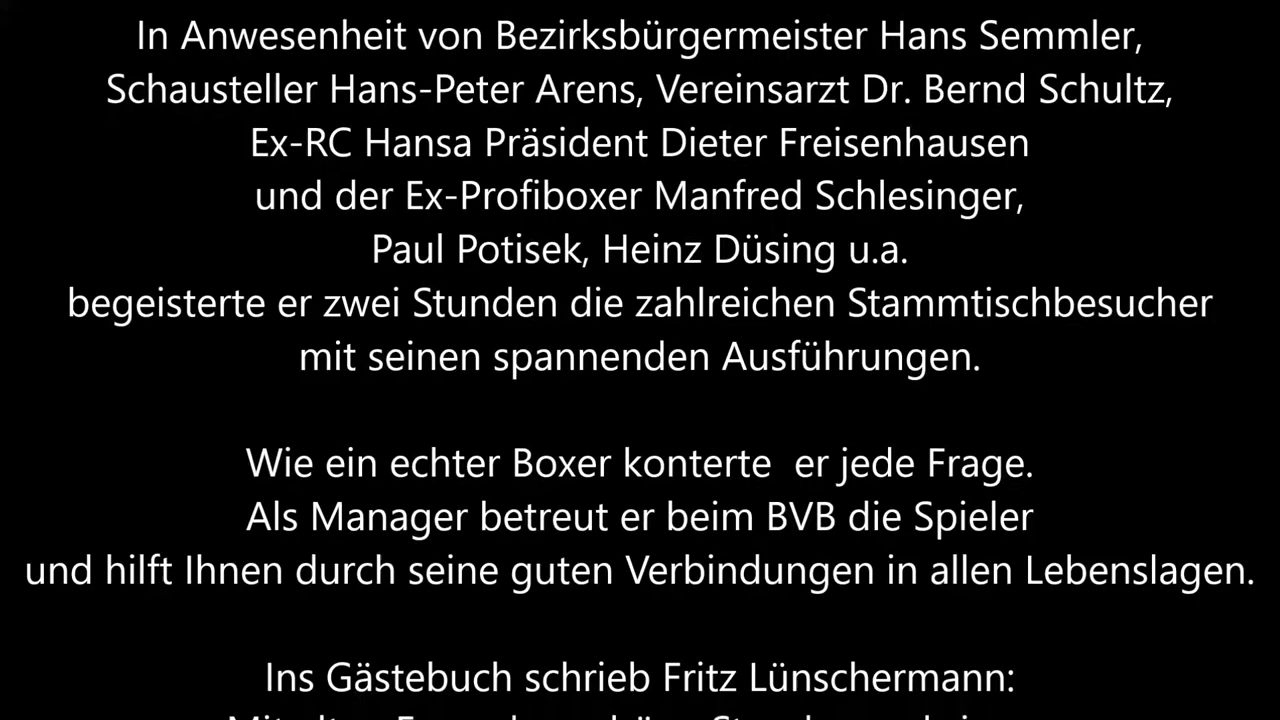 In Anwesenheit von Bezirksbürgermeister Hans Semmler,
Schausteller Hans-Peter Arens, Vereinsarzt Dr. Bernd Schultz,
Ex-RC Hansa Präsident Dieter Freisenhausen
und der Ex-Profiboxer Manfred Schlesinger,
Paul Potisek, Heinz Düsing u.a.
begeisterte er zwei Stunden die zahlreichen Stammtischbesucher
mit seinen spannenden Ausführungen.
Wie ein echter Boxer konterte  er jede Frage.
Als Manager betreut er beim BVB die Spieler
und hilft Ihnen durch seine guten Verbindungen in allen Lebenslagen.
Ins Gästebuch schrieb Fritz Lünschermann: